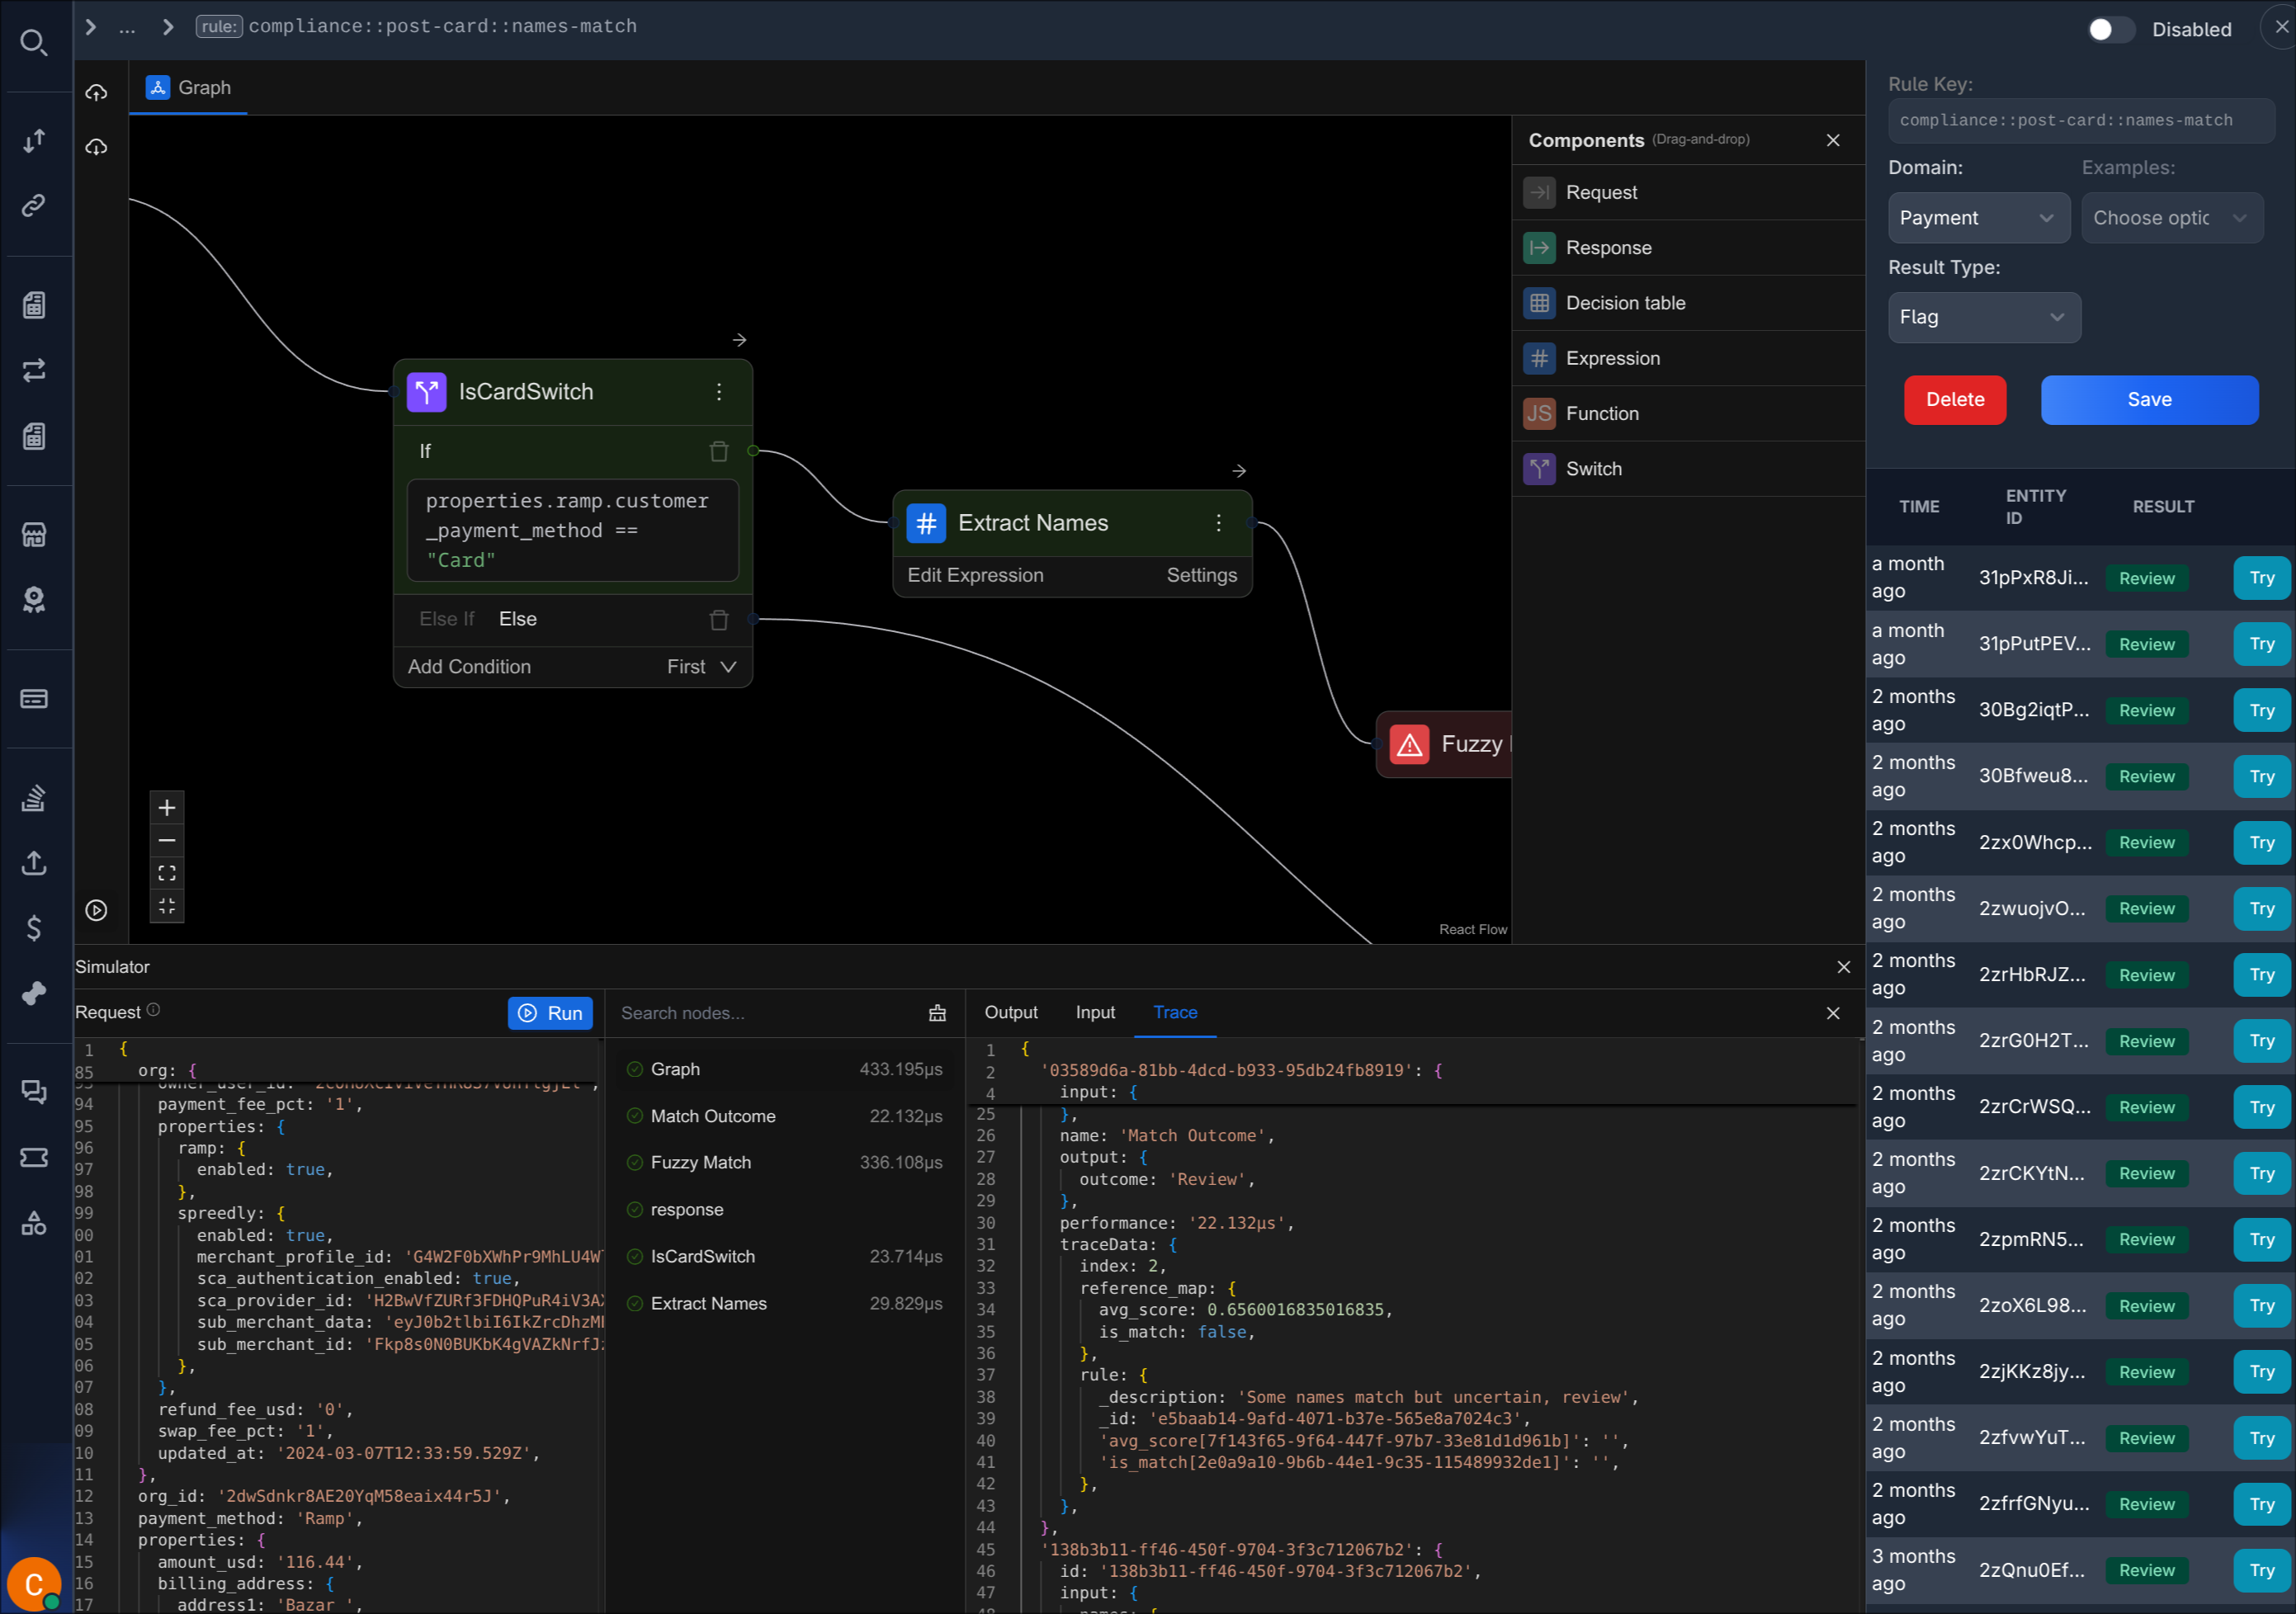 ... rule: compliance::post-card::names-match
Disabled
Graph
Components (Drag-and-drop)
Request
Response
Decision table
Expression
JS Function
Switch
IsCardSwitch
If
properties.ramp.customer
_payment_method ==
"Card"
Else If Else
Add Condition First
Extract Names
Edit Expression Settings
Fuzzy
React Flow
Rule Key:
compliance::post-card::names-match
Domain: Examples:
Payment Choose optic
Result Type:
Flag
Delete Save
TIME ENTITY ID RESULT
a month ago 31pPxR8Ji... Review Try
a month ago 31pPutPEV... Review Try
2 months ago 30Bg2iqtP... Review Try
2 months ago 30Bfweu8... Review Try
2 months ago 2zx0Whcp... Review Try
2 months ago 2zwuojvO... Review Try
2 months ago 2zrHbRJZ... Review Try
2 months ago 2zrG0H2T... Review Try
2 months ago 2zrCrWSQ... Review Try
2 months ago 2zrCKYtN... Review Try
2 months ago 2zpmRN5... Review Try
2 months ago 2zoX6L98... Review Try
2 months ago 2zjKKz8jy... Review Try
2 months ago 2zfvwYuT... Review Try
2 months ago 2zfrfGNyu... Review Try
3 months ago 2zQnu0Ef... Review Try
Simulator
Request Run
1 {
85 org: {
94 payment_fee_pct: '1',
95 properties: {
96 ramp: {
97 enabled: true,
98 },
99 spreedly: {
00 enabled: true,
01 merchant_profile_id: 'G4W2F0bXWhPr9MhLU4W
02 sca_authentication_enabled: true,
03 sca_provider_id: 'H2BwVfZURf3FDHQPuR4iV3A
04 sub_merchant_data: 'eyJ0b2tlbiI6IkZrcDhzM
05 sub_merchant_id: 'Fkp8s0N0BUKbK4gVAZkNrfJ
06 },
07 },
08 refund_fee_usd: '0',
09 swap_fee_pct: '1',
10 updated_at: '2024-03-07T12:33:59.529Z',
11 },
12 org_id: '2dwSdnkr8AE20YqM58eaix44r5J',
13 payment_method: 'Ramp',
14 properties: {
15 amount_usd: '116.44',
16 billing_address: {
17 address1: 'Bazar ',
Search nodes...
Graph 433.195µs
Match Outcome 22.132µs
Fuzzy Match 336.108µs
response
IsCardSwitch 23.714µs
Extract Names 29.829µs
Output Input Trace
1 {
2 '03589d6a-81bb-4dcd-b933-95db24fb8919': {
4 input: {
25 },
26 name: 'Match Outcome',
27 output: {
28 outcome: 'Review',
29 },
30 performance: '22.132µs',
31 traceData: {
32 index: 2,
33 reference_map: {
34 avg_score: 0.6560016835016835,
35 is_match: false,
36 },
37 rule: {
38 _description: 'Some names match but uncertain, review',
39 _id: 'e5baab14-9afd-4071-b37e-565e8a7024c3',
40 'avg_score[7f143f65-9f64-447f-97b7-33e81d1d961b]': '',
41 'is_match[2e0a9a10-9b6b-44e1-9c35-115489932de1]': '',
42 },
43 },
44 },
45 '138b3b11-ff46-450f-9704-3f3c712067b2': {
46 id: '138b3b11-ff46-450f-9704-3f3c712067b2',
47 input: {
C